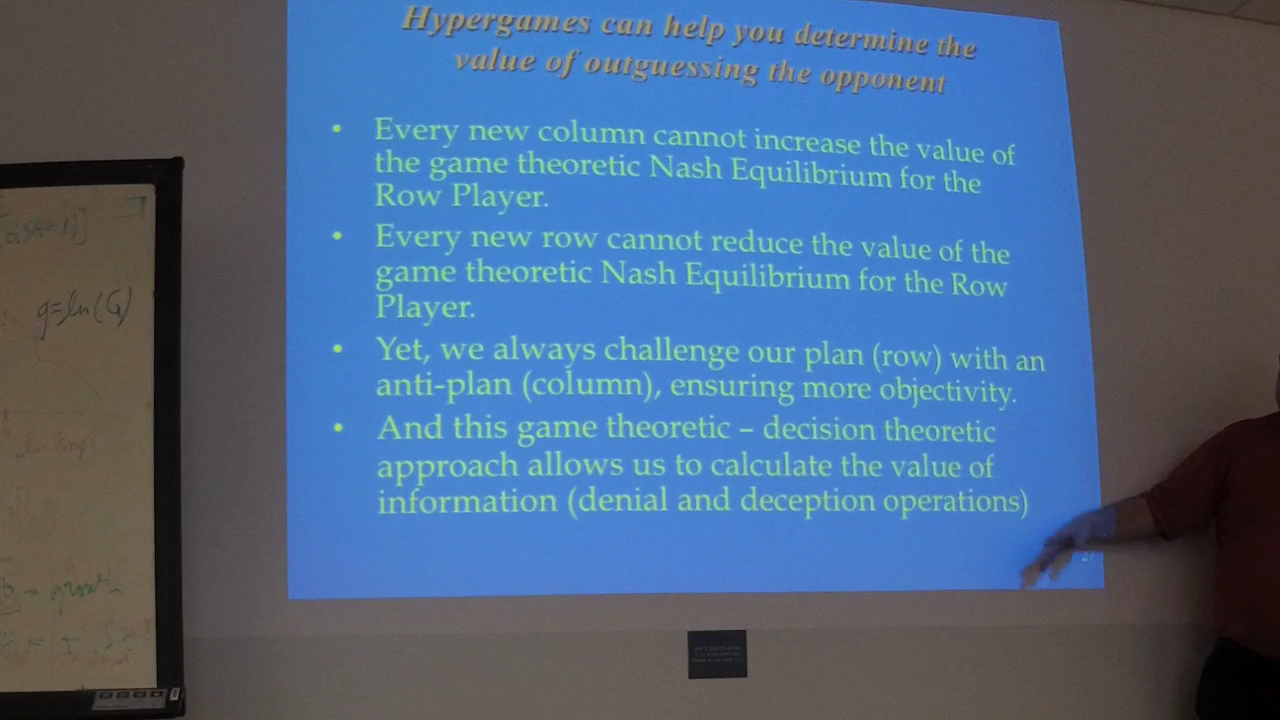 Hypergames can help you determine the
value of outguessing the opponent
• Every new column cannot increase the value of
the game theoretic Nash Equilibrium for the
Row Player.
• Every new row cannot reduce the value of the
game theoretic Nash Equilibrium for the Row
Player.
• Yet, we always challenge our plan (row) with an
anti-plan (column), ensuring more objectivity.
• And this game theoretic – decision theoretic
approach allows us to calculate the value of
information (denial and deception operations)
g=ln(G)
= growth